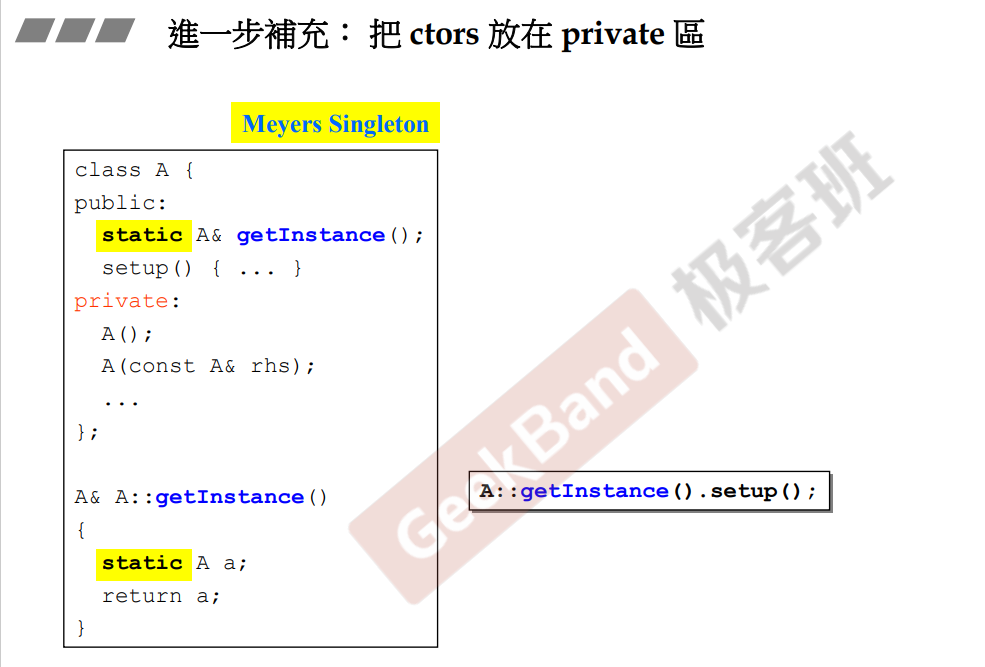 進一步補充： 把 ctors 放在 private 區
Meyers Singleton
class A {
public:
static A& getInstance();
setup() { ... }
private:
A();
A(const A& rhs);
...
};
A& A::getInstance()
{
static A a;
return a;
}
A::getInstance().setup();
GeekBand 极客班